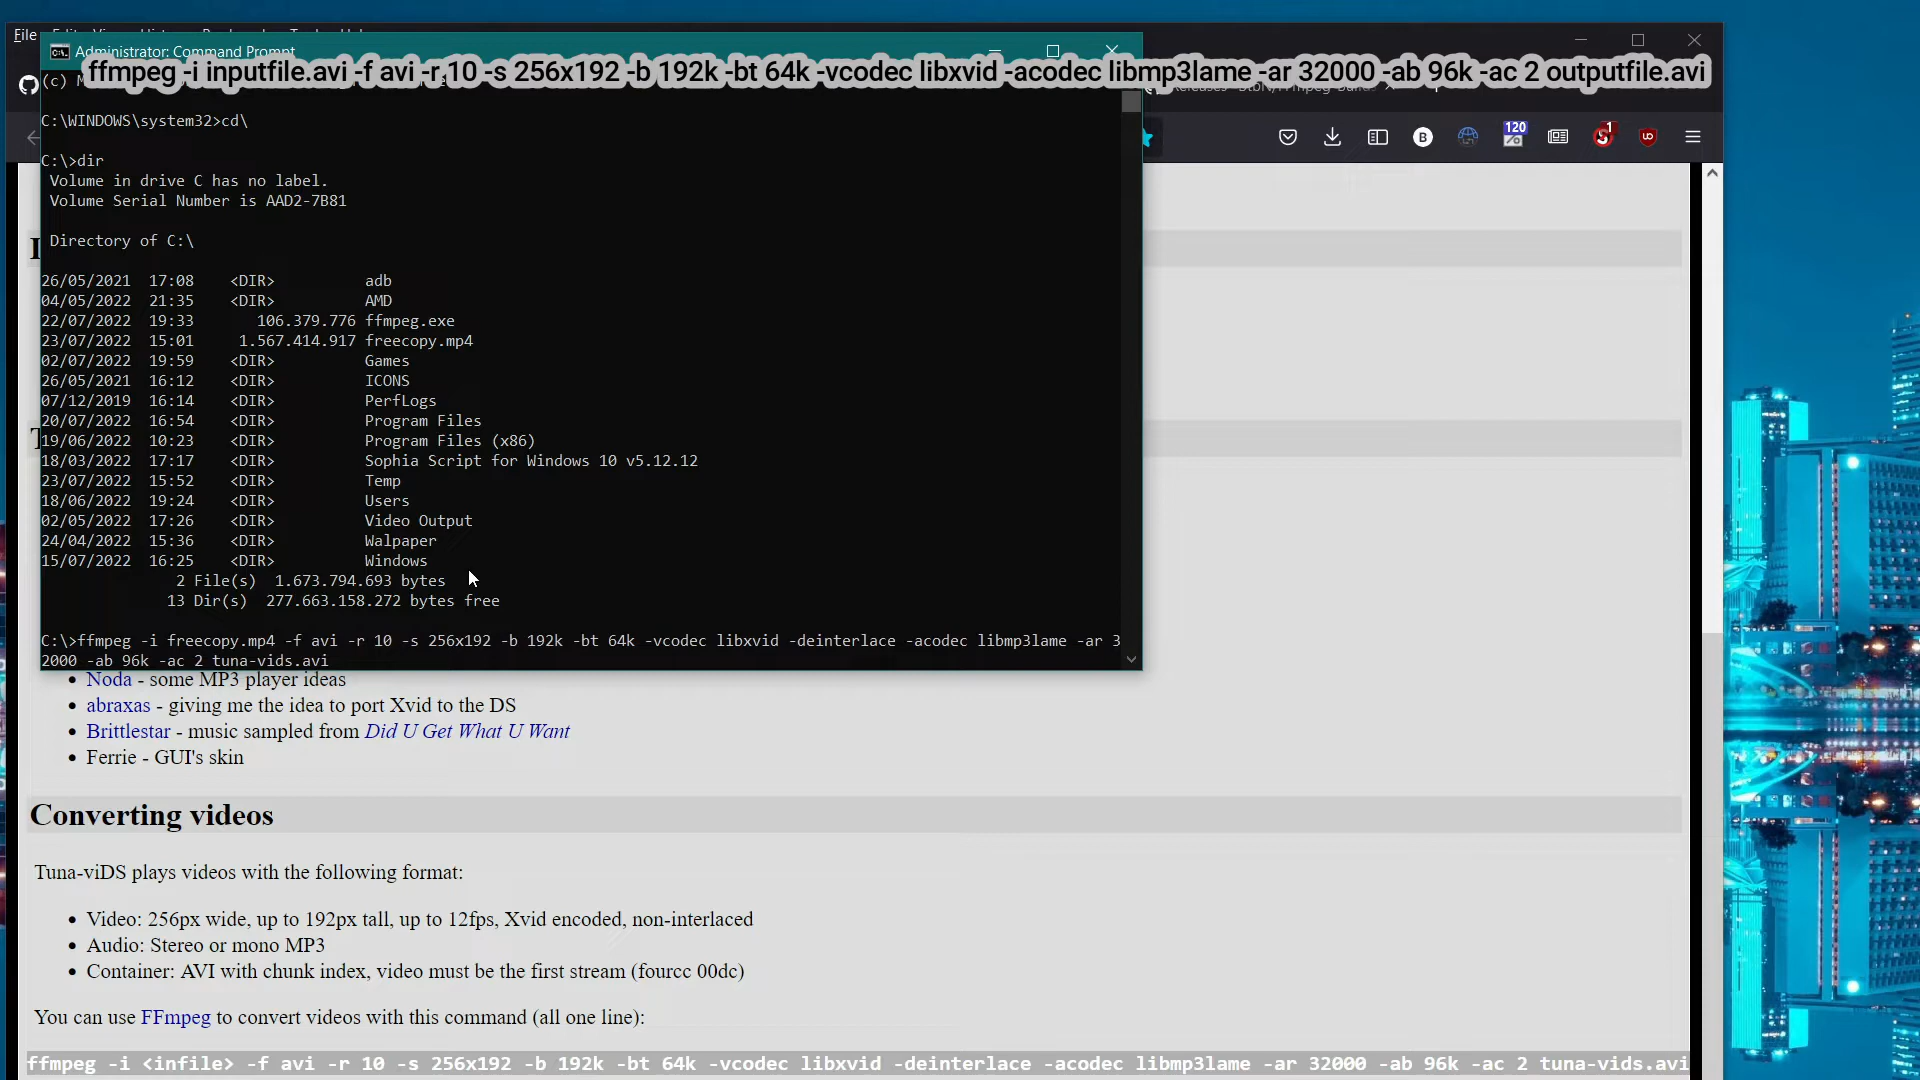 File
Administrator: Command Prompt
ffmpeg -i inputfile.avi -f avi -r 10 -s 256x192 -b 192k -bt 64k -vcodec libxvid -acodec libmp3lame -ar 32000 -ab 96k -ac 2 outputfile.avi
(c)
120
1
C:\WINDOWS\system32>cd\
C:\>dir
Volume in drive C has no label.
Volume Serial Number is AAD2-7B81
Directory of C:\
26/05/2021 17:08 <DIR> adb
04/05/2022 21:35 <DIR> AMD
22/07/2022 19:33 106.379.776 ffmpeg.exe
23/07/2022 15:01 1.567.414.917 freecopy.mp4
02/07/2022 19:59 <DIR> Games
26/05/2021 16:12 <DIR> ICONS
07/12/2019 16:14 <DIR> PerfLogs
20/07/2022 16:54 <DIR> Program Files
19/06/2022 10:23 <DIR> Program Files (x86)
18/03/2022 17:17 <DIR> Sophia Script for Windows 10 v5.12.12
23/07/2022 15:52 <DIR> Temp
18/06/2022 19:24 <DIR> Users
02/05/2022 17:26 <DIR> Video Output
24/04/2022 15:36 <DIR> Walpaper
15/07/2022 16:25 <DIR> Windows
2 File(s) 1.673.794.693 bytes
13 Dir(s) 277.663.158.272 bytes free
C:\>ffmpeg -i freecopy.mp4 -f avi -r 10 -s 256x192 -b 192k -bt 64k -vcodec libxvid -deinterlace -acodec libmp3lame -ar 3
2000 -ab 96k -ac 2 tuna-vids.avi
Noda - some MP3 player ideas
abraxas - giving me the idea to port Xvid to the DS
Brittlestar - music sampled from Did U Get What U Want
Ferrie - GUI's skin
Converting videos
Tuna-viDS plays videos with the following format:
Video: 256px wide, up to 192px tall, up to 12fps, Xvid encoded, non-interlaced
Audio: Stereo or mono MP3
Container: AVI with chunk index, video must be the first stream (fourcc 00dc)
You can use FFmpeg to convert videos with this command (all one line):
ffmpeg -i <infile> -f avi -r 10 -s 256x192 -b 192k -bt 64k -vcodec libxvid -deinterlace -acodec libmp3lame -ar 32000 -ab 96k -ac 2 tuna-vids.avi